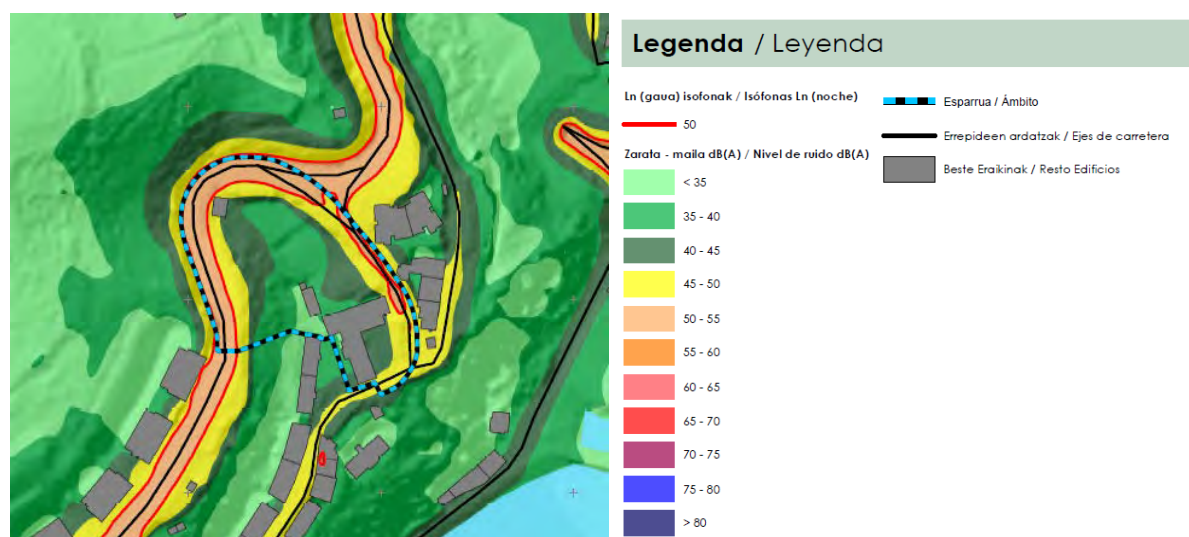 Legenda / Leyenda
Ln (gaua) isofonak / Isófonas Ln (noche)
50
Zarata - maila dB(A) / Nivel de ruido dB(A)
< 35
35 - 40
40 - 45
45 - 50
50 - 55
55 - 60
60 - 65
65 - 70
70 - 75
75 - 80
> 80
Esparrua / Ámbito
Errepideen ardatzak / Ejes de carretera
Beste Eraikinak / Resto Edificios